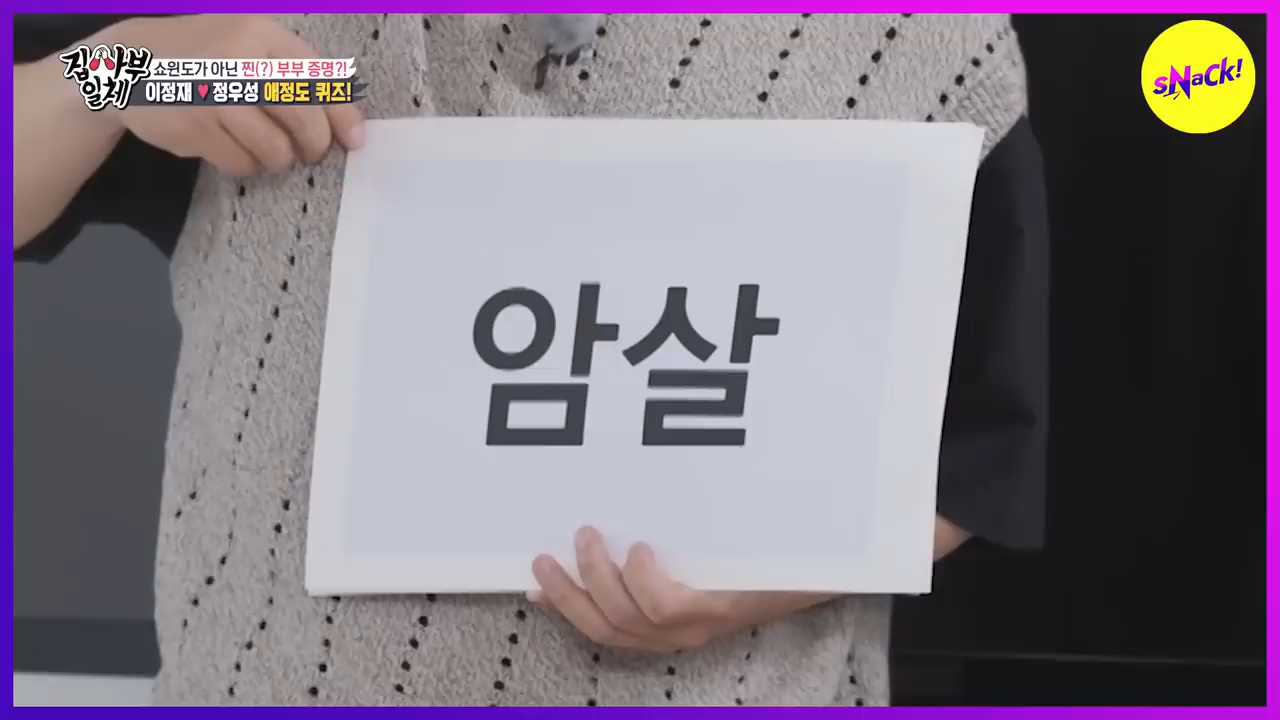 집사부
일체
쇼윈도가 아닌 찐(?) 부부 증명?!
이정재 ♥ 정우성 애정도 퀴즈!
sNaCK!
암살